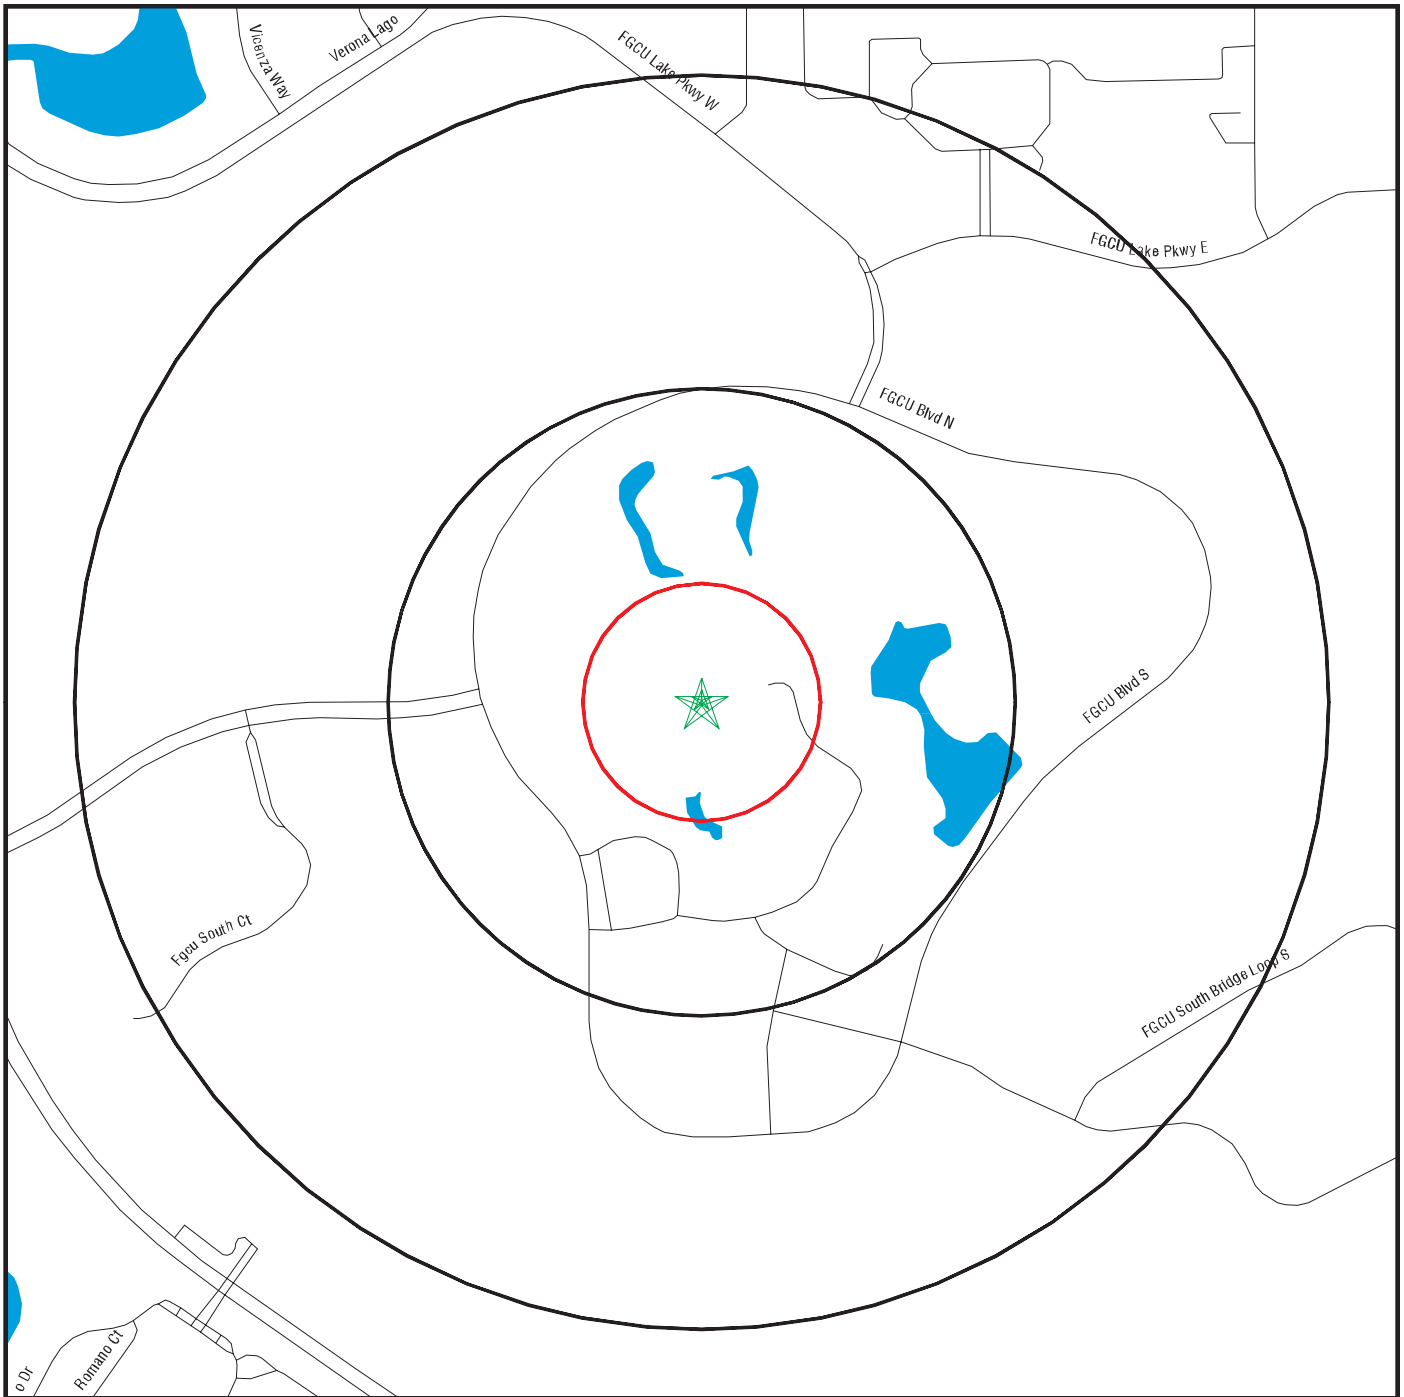 Vicenza Way
Verona Lago
FGCU Lake Pkwy W
FGCU Lake Pkwy E
FGCU Blvd N
FGCU Blvd S
Fgcu South Ct
FGCU South Bridge Loop S
Romano Ct
o Dr